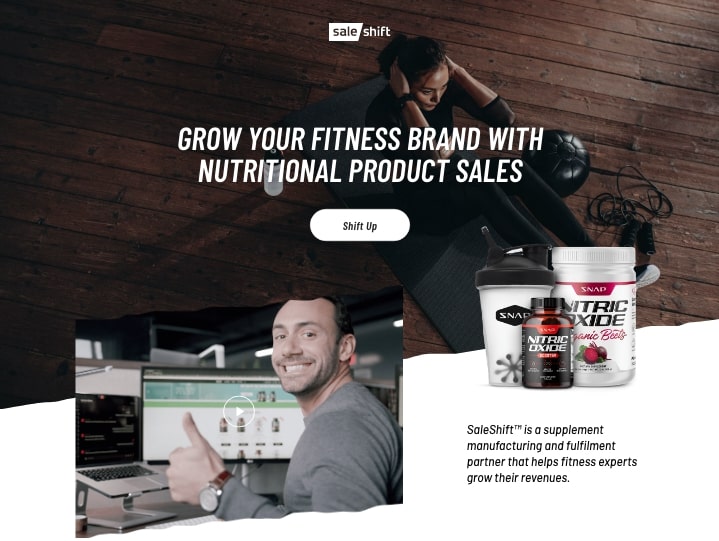 sale shift
GROW YOUR FITNESS BRAND WITH
NUTRITIONAL PRODUCT SALES
Shift Up
SNAP
SNAP
NITRIC
OXIDE
Organic Beets
SNAP
NITRIC
OXIDE
SaleShift™ is a supplement
manufacturing and fulfilment
partner that helps fitness experts
grow their revenues.